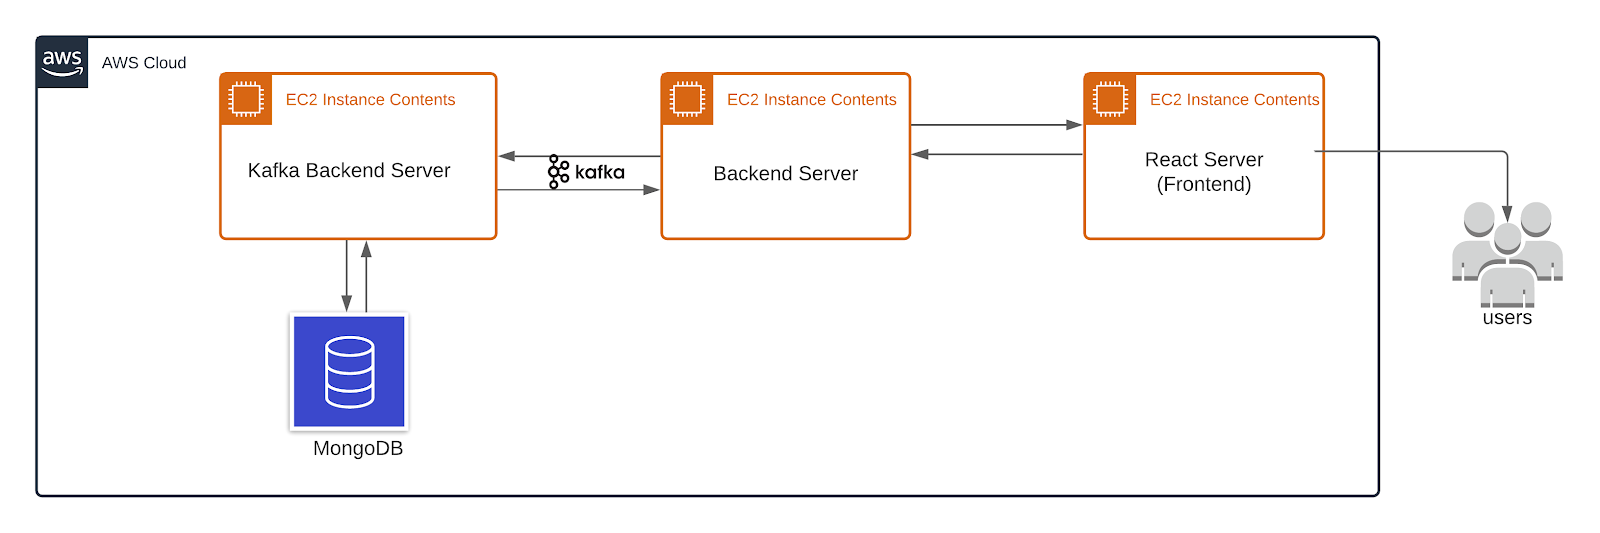 aws
AWS Cloud
EC2 Instance Contents
Kafka Backend Server
kafka
EC2 Instance Contents
Backend Server
EC2 Instance Contents
React Server
(Frontend)
users
MongoDB